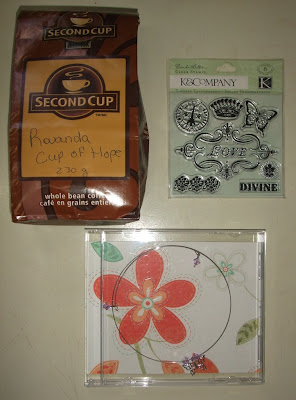 SECOND CUP
SECOND CUP
Rwanda
Cup of Hope
270 g
whole bean coffee
café en grains entiers
K&COMPANY
K
LOVE
DIVINE